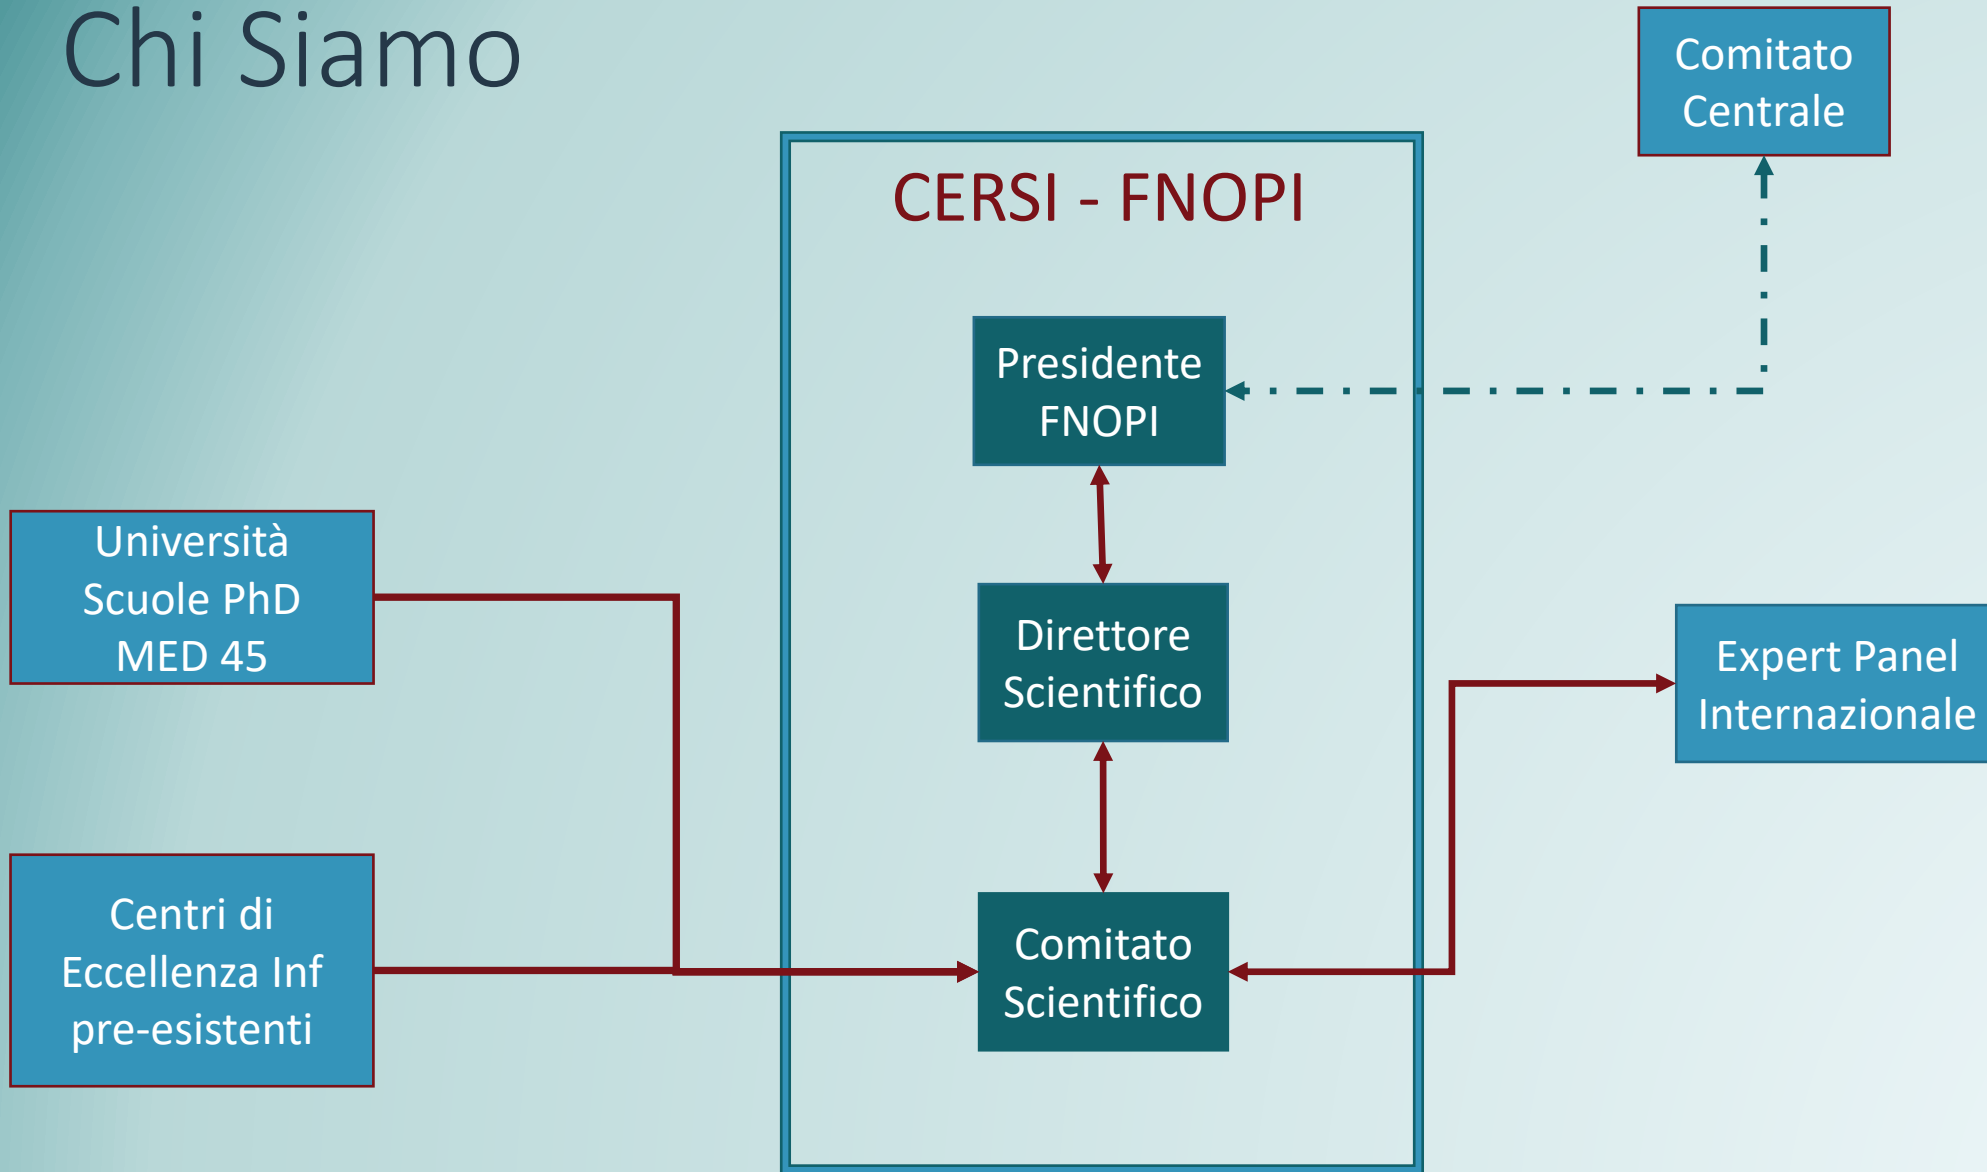 Chi Siamo
Comitato
Centrale
CERSI - FNOPI
Presidente
FNOPI
Università
Scuole PhD
MED 45
Direttore
Scientifico
Expert Panel
Internazionale
Centri di
Eccellenza Inf
pre-esistenti
Comitato
Scientifico